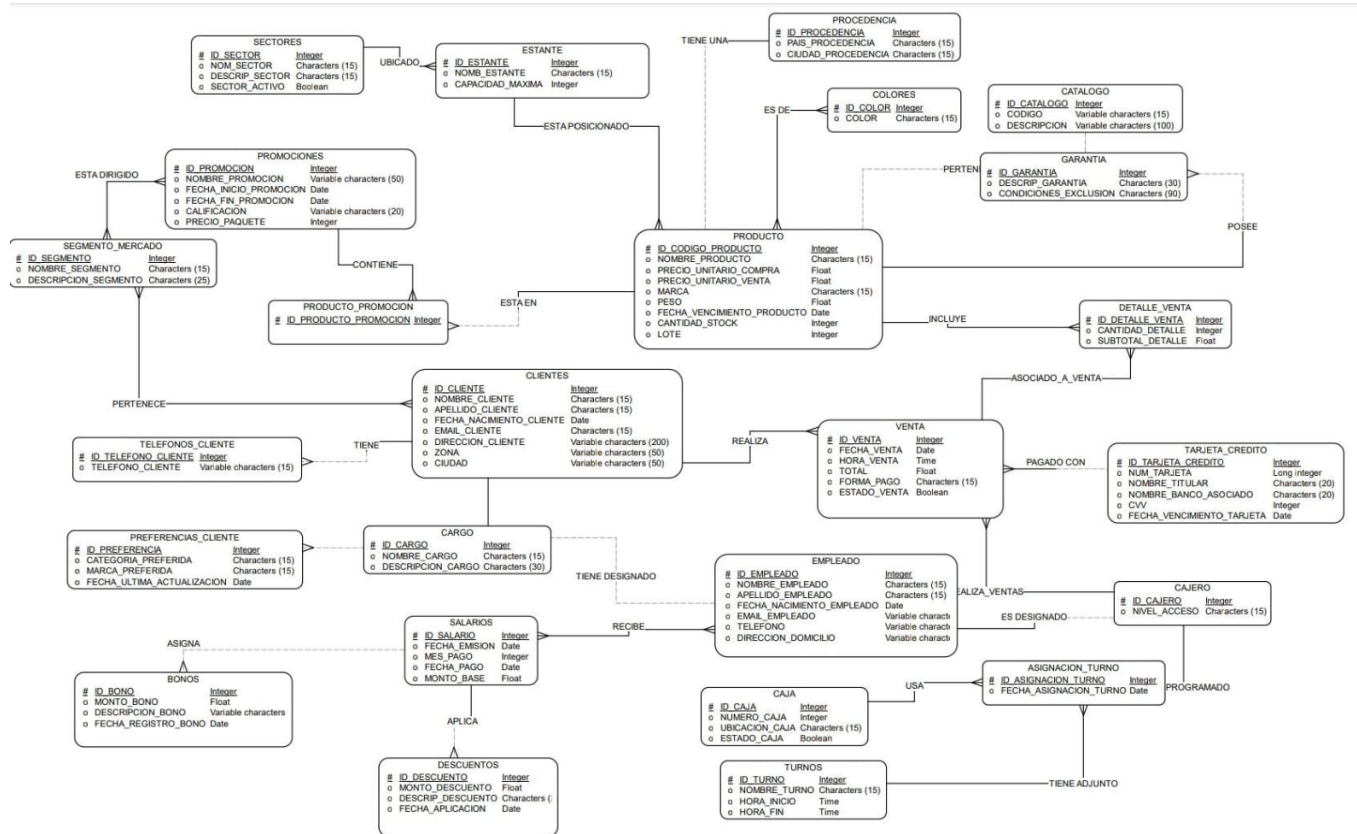 PROCEDENCIA
# ID_PROCEDENCIA Integer
o PAIS_PROCEDENCIA Characters (15)
o CIUDAD_PROCEDENCIA Characters (15)
TIENE UNA
SECTORES
# ID_SECTOR Integer
o NOM_SECTOR Characters (15)
o DESCRIP_SECTOR Characters (15)
o SECTOR_ACTIVO Boolean
UBICADO
ESTANTE
# ID_ESTANTE Integer
o NOMB_ESTANTE Characters (15)
o CAPACIDAD_MAXIMA Integer
ESTA POSICIONADO
COLORES
# ID_COLOR Integer
o COLOR Characters (15)
ES DE
CATALOGO
# ID_CATALOGO Integer
o CODIGO Variable characters (15)
o DESCRIPCION Variable characters (100)
GARANTIA
# ID_GARANTIA Integer
o DESCRIP_GARANTIA Characters (30)
o CONDICIONES_EXCLUSION Characters (90)
PERTENI
POSEE
PROMOCIONES
# ID_PROMOCION Integer
o NOMBRE_PROMOCION Variable characters (50)
o FECHA_INICIO_PROMOCION Date
o FECHA_FIN_PROMOCION Date
o CALIFICACION Variable characters (20)
o PRECIO_PAQUETE Integer
ESTA DIRIGIDO
SEGMENTO_MERCADO
# ID_SEGMENTO Integer
o NOMBRE_SEGMENTO Characters (15)
o DESCRIPCION_SEGMENTO Characters (25)
CONTIENE
PRODUCTO_PROMOCION
# ID_PRODUCTO_PROMOCION Integer
ESTA EN
PRODUCTO
# ID_CODIGO_PRODUCTO Integer
o NOMBRE_PRODUCTO Characters (15)
o PRECIO_UNITARIO_COMPRA Float
o PRECIO_UNITARIO_VENTA Float
o MARCA Characters (15)
o PESO Float
o FECHA_VENCIMIENTO_PRODUCTO Date
o CANTIDAD_STOCK Integer
o LOTE Integer
INCLUYE
DETALLE_VENTA
# ID_DETALLE_VENTA Integer
o CANTIDAD_DETALLE Integer
o SUBTOTAL_DETALLE Float
ASOCIADO_A_VENTA
PERTENECE
CLIENTES
# ID_CLIENTE Integer
o NOMBRE_CLIENTE Characters (15)
o APELLIDO_CLIENTE Characters (15)
o FECHA_NACIMIENTO_CLIENTE Date
o EMAIL_CLIENTE Characters (15)
o DIRECCION_CLIENTE Variable characters (200)
o ZONA Variable characters (50)
o CIUDAD Variable characters (50)
TELEFONOS_CLIENTE
# ID_TELEFONO_CLIENTE Integer
o TELEFONO_CLIENTE Variable characters (15)
TIENE
REALIZA
VENTA
# ID_VENTA Integer
o FECHA_VENTA Date
o HORA_VENTA Time
o TOTAL Float
o FORMA_PAGO Characters (15)
o ESTADO_VENTA Boolean
PAGADO CON
TARJETA_CREDITO
# ID_TARJETA_CREDITO Integer
o NUM_TARJETA Long integer
o NOMBRE_TITULAR Characters (20)
o NOMBRE_BANCO_ASOCIADO Characters (20)
o CVV Integer
o FECHA_VENCIMIENTO_TARJETA Date
PREFERENCIAS_CLIENTE
# ID_PREFERENCIA Integer
o CATEGORIA_PREFERIDA Characters (15)
o MARCA_PREFERIDA Characters (15)
o FECHA_ULTIMA_ACTUALIZACION Date
CARGO
# ID_CARGO Integer
o NOMBRE_CARGO Characters (15)
o DESCRIPCION_CARGO Characters (30)
TIENE DESIGNADO
EMPLEADO
# ID_EMPLEADO Integer
o NOMBRE_EMPLEADO Characters (15)
o APELLIDO_EMPLEADO Characters (15)
o FECHA_NACIMIENTO_EMPLEADO Date
o EMAIL_EMPLEADO Variable characte
o TELEFONO Variable characte
o DIRECCION_DOMICILIO Variable characte
EALIZA_VENTAS
ES DESIGNADO
CAJERO
# ID_CAJERO Integer
o NIVEL_ACCESO Characters (15)
RECIBE
SALARIOS
# ID_SALARIO Integer
o FECHA_EMISION Date
o MES_PAGO Integer
o FECHA_PAGO Date
o MONTO_BASE Float
ASIGNA
BONOS
# ID_BONO Integer
o MONTO_BONO Float
o DESCRIPCION_BONO Variable characters
o FECHA_REGISTRO_BONO Date
APLICA
DESCUENTOS
# ID_DESCUENTO Integer
o MONTO_DESCUENTO Float
o DESCRIP_DESCUENTO Characters (
o FECHA_APLICACION Date
ASIGNACION_TURNO
# ID_ASIGNACION_TURNO Integer
o FECHA_ASIGNACION_TURNO Date
PROGRAMADO
USA
CAJA
# ID_CAJA Integer
o NUMERO_CAJA Integer
o UBICACION_CAJA Characters (15)
o ESTADO_CAJA Boolean
TURNOS
# ID_TURNO Integer
o NOMBRE_TURNO Characters (15)
o HORA_INICIO Time
o HORA_FIN Time
TIENE ADJUNTO